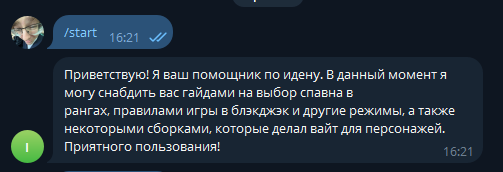 /start
16:21
Приветствую! Я ваш помощник по идену. В данный момент я
могу снабдить вас гайдами на выбор спавна в
рангах, правилами игры в блэкджэк и другие режимы, а также
некоторыми сборками, которые делал вайт для персонажей.
Приятного пользования!
16:21
I